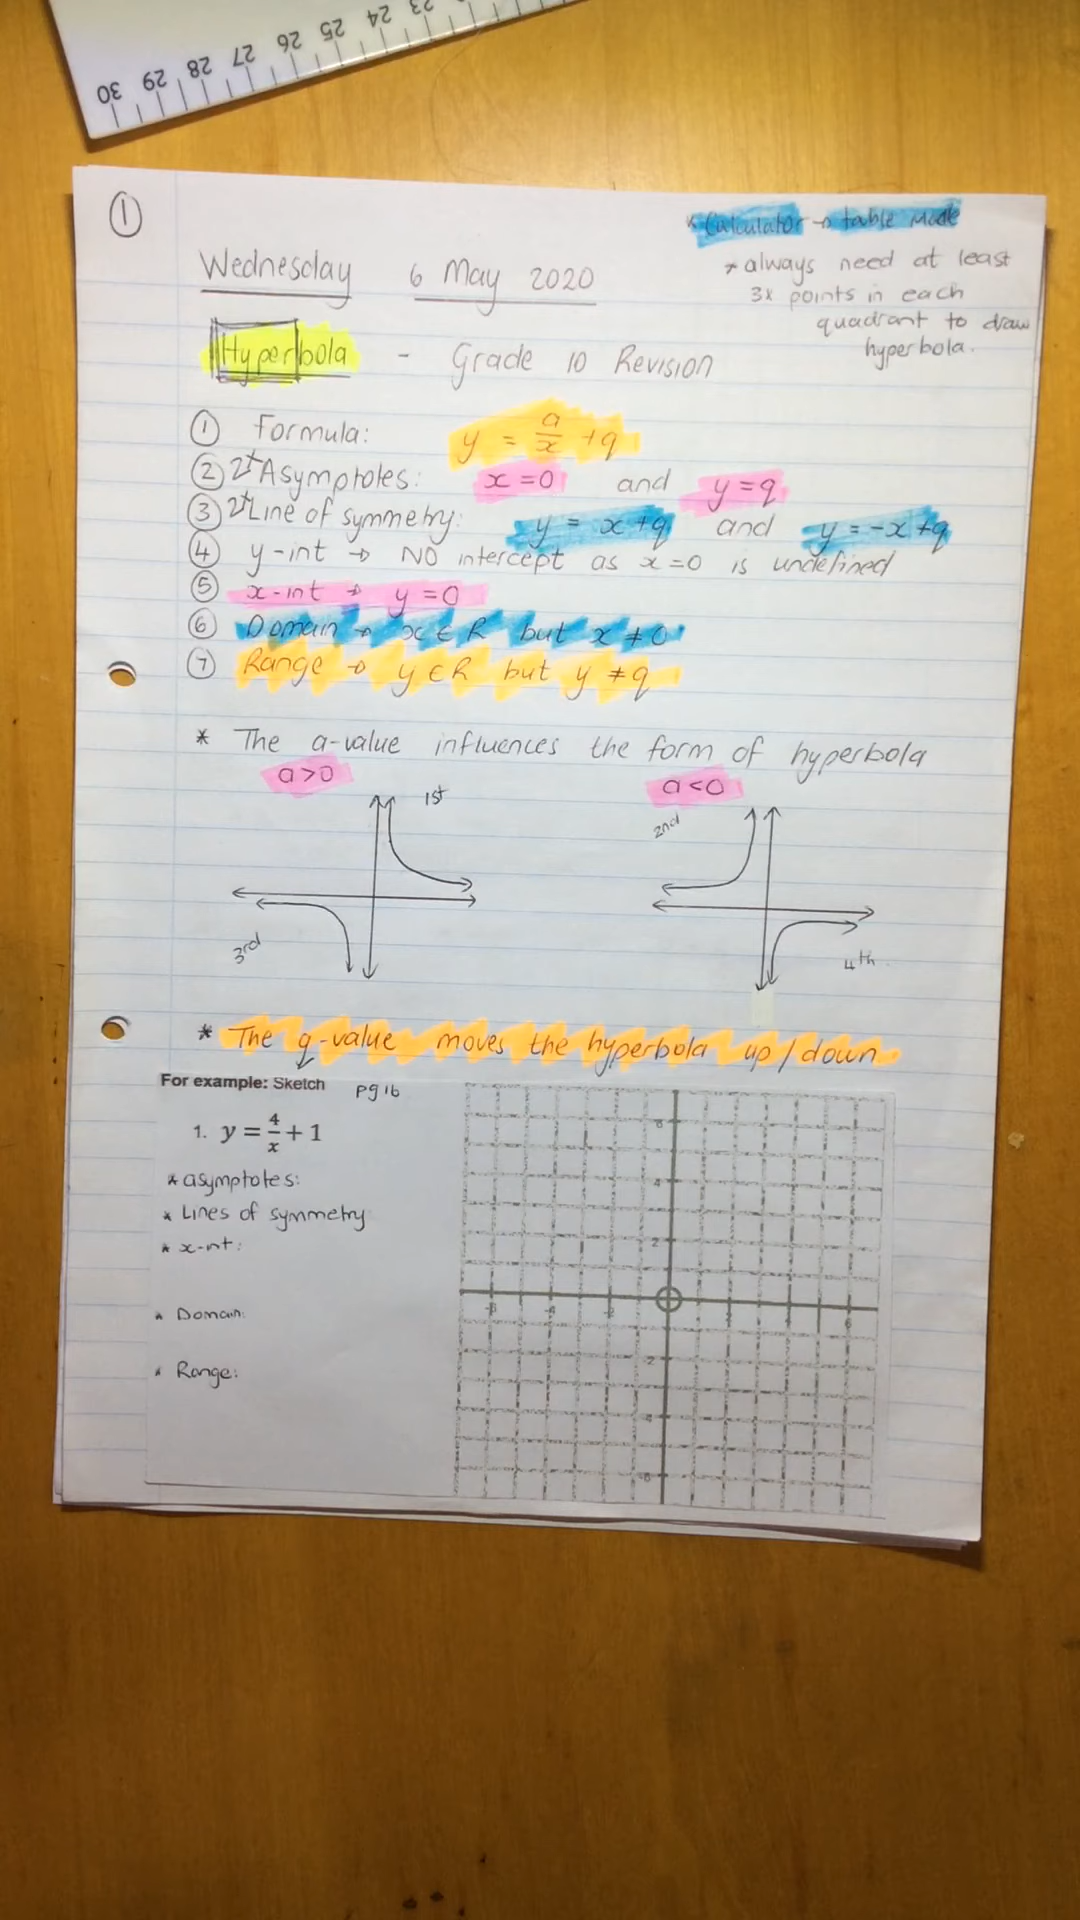 30 29 28 27 26 25 24 23
①
* Calculator → table mode
* always need at least
3x points in each
quadrant to draw
hyperbola.
Wednesday 6 May 2020
Hyperbola - Grade 10 Revision
① Formula: y = a/x + q
② 2* Asymptotes: x = 0 and y = q
③ 2* Line of symmetry: y = x + q and y = -x + q
④ y-int → NO intercept as x = 0 is undefined
⑤ x-int → y = 0
⑥ Domain → x ∈ R but x ≠ 0
⑦ Range → y ∈ R but y ≠ q
* The a-value influences the form of hyperbola
a > 0 a < 0
1st 2nd
3rd 4th
* The q-value moves the hyperbola up/down
For example: Sketch pg 16
1. y = 4/x + 1
* asymptotes:
* Lines of symmetry
* x-int:
* Domain:
* Range: